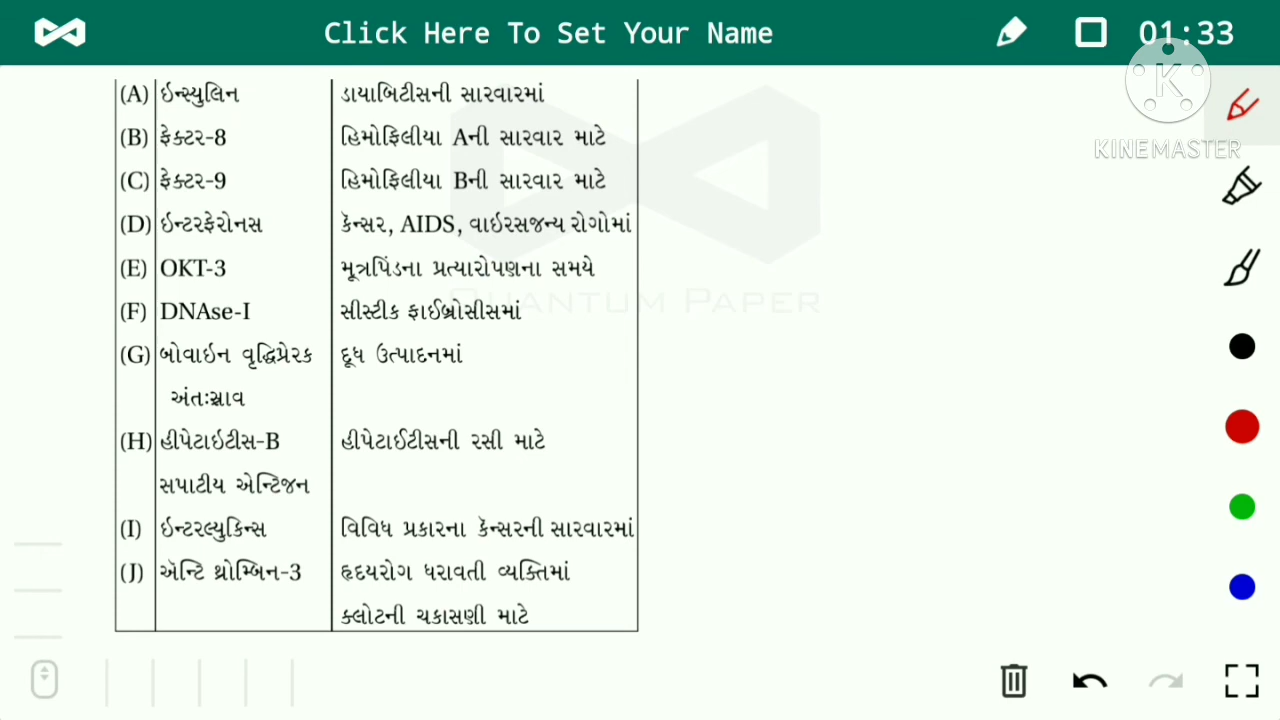 Click Here To Set Your Name
01:33
KINEMASTER
(A) ઇન્સ્યુલિન ડાયાબિટીસની સારવારમાં
(B) ફેક્ટર-8 હિમોફિલીયા Aની સારવાર માટે
(C) ફેક્ટર-9 હિમોફિલીયા Bની સારવાર માટે
(D) ઇન્ટરફેરોનસ કૅન્સર, AIDS, વાઇરસજન્ય રોગોમાં
(E) OKT-3 મૂત્રપિંડના પ્રત્યારોપણના સમયે
(F) DNAse-I સીસ્ટીક ફાઈબ્રોસીસમાં
(G) બોવાઇન વૃદ્ધિપ્રેરક દૂધ ઉત્પાદનમાં
અંતઃસ્રાવ
(H) હીપેટાઇટીસ-B હીપેટાઈટીસની રસી માટે
સપાટીય એન્ટિજન
(I) ઇન્ટરલ્યુકિન્સ વિવિધ પ્રકારના કૅન્સરની સારવારમાં
(J) ઍન્ટિ થ્રોમ્બિન-3 હૃદયરોગ ધરાવતી વ્યક્તિમાં
ક્લોટની ચકાસણી માટે
QUANTUM PAPER